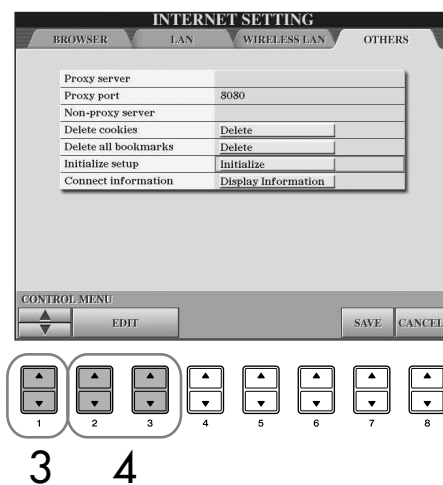 INTERNET SETTING
BROWSER LAN WIRELESS LAN OTHERS
Proxy server
Proxy port 8080
Non-proxy server
Delete cookies Delete
Delete all bookmarks Delete
Initialize setup Initialize
Connect information Display Information
CONTROL MENU
EDIT SAVE CANCEL
1 2 3 4 5 6 7 8
3 4